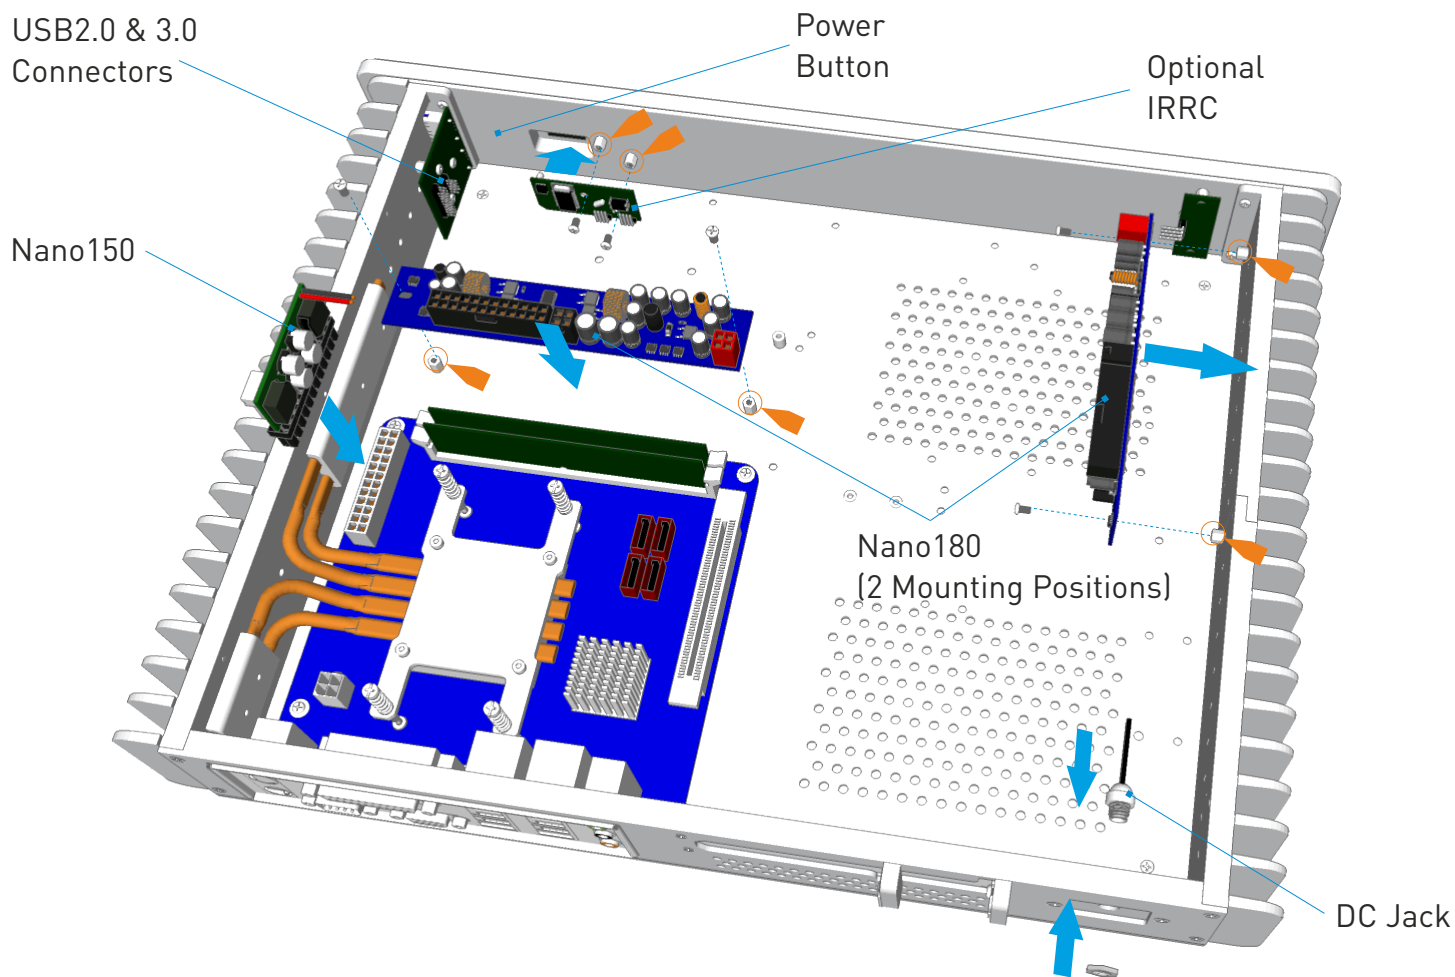 USB2.0 & 3.0
Connectors
Power
Button
Optional
IRRC
Nano150
Nano180
(2 Mounting Positions)
DC Jack